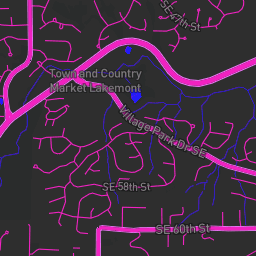 SE 47th St
Town and Country
Market Lakemont
Village Park Dr SE
SE 58th St
SE 60th St